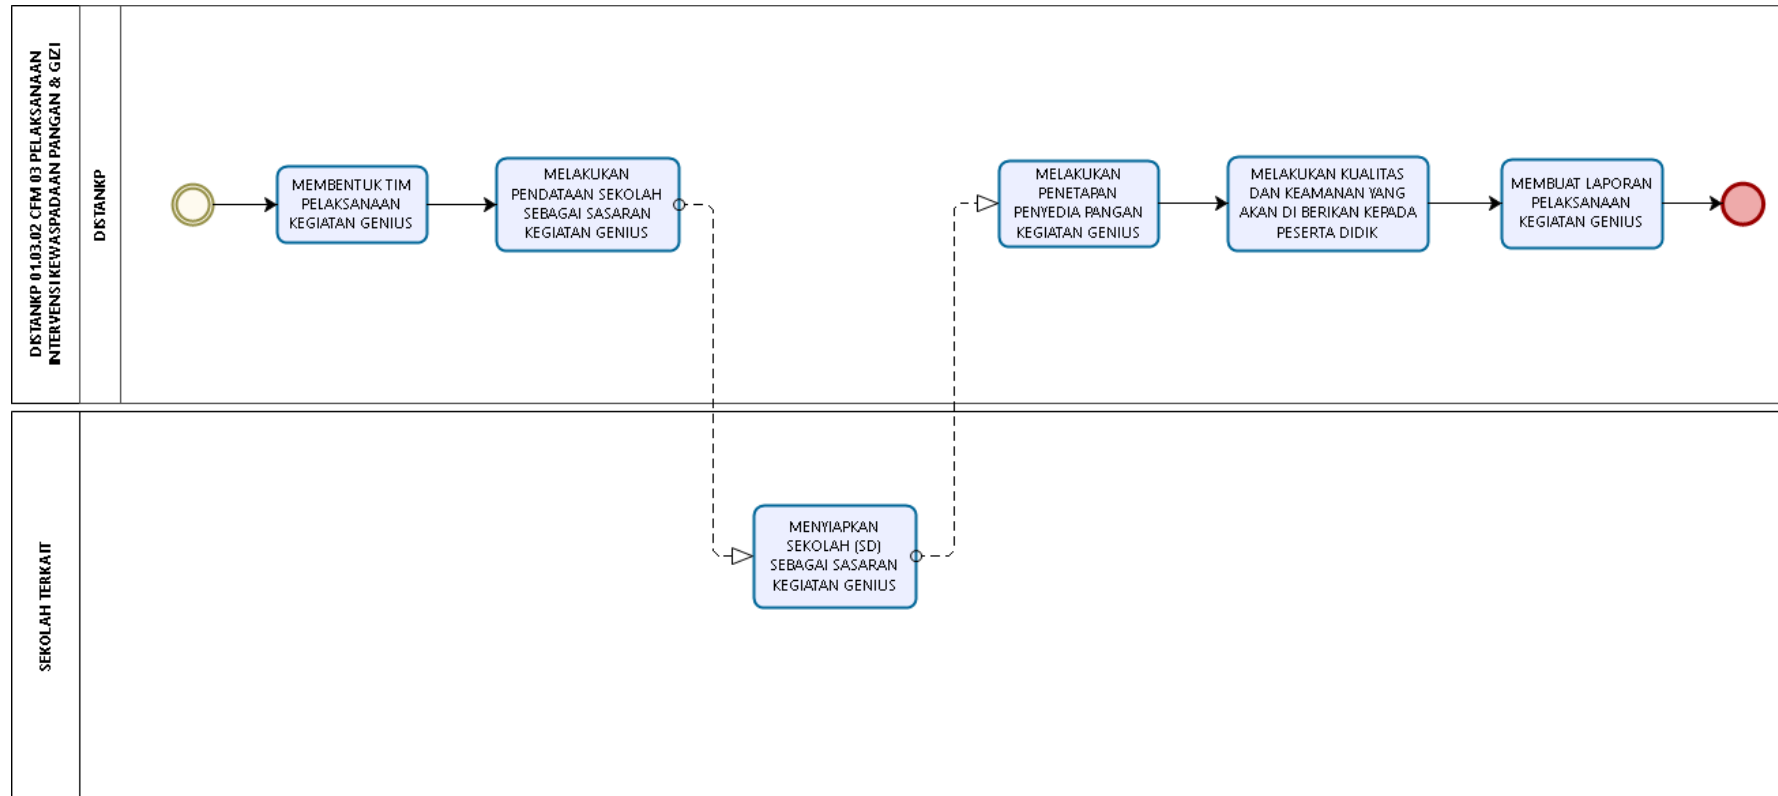 DISTANKP 01.03.02 CFM 03 PELAKSANAAN
INTERVENSI KEWASPADAAN PANGAN & GIZI
DISTANKP
MEMBENTUK TIM
PELAKSANAAN
KEGIATAN GENIUS
MELAKUKAN
PENDATAAN SEKOLAH
SEBAGAI SASARAN
KEGIATAN GENIUS
MELAKUKAN
PENETAPAN
PENYEDIA PANGAN
KEGIATAN GENIUS
MELAKUKAN KUALITAS
DAN KEAMANAN YANG
AKAN DI BERIKAN KEPADA
PESERTA DIDIK
MEMBUAT LAPORAN
PELAKSANAAN
KEGIATAN GENIUS
SEKOLAH TERKAIT
MENYIAPKAN
SEKOLAH (SD)
SEBAGAI SASARAN
KEGIATAN GENIUS